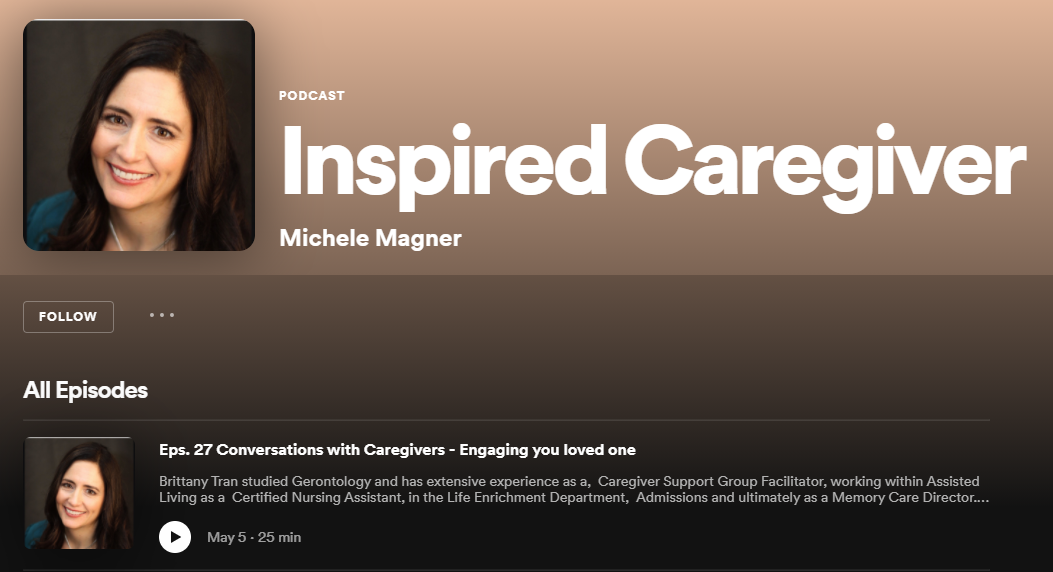 PODCAST
Inspired Caregiver
Michele Magner
FOLLOW
All Episodes
Eps. 27 Conversations with Caregivers - Engaging you loved one
Brittany Tran studied Gerontology and has extensive experience as a,  Caregiver Support Group Facilitator, working within Assisted
Living as a  Certified Nursing Assistant, in the Life Enrichment Department,  Admissions and ultimately as a Memory Care Director....
May 5 · 25 min